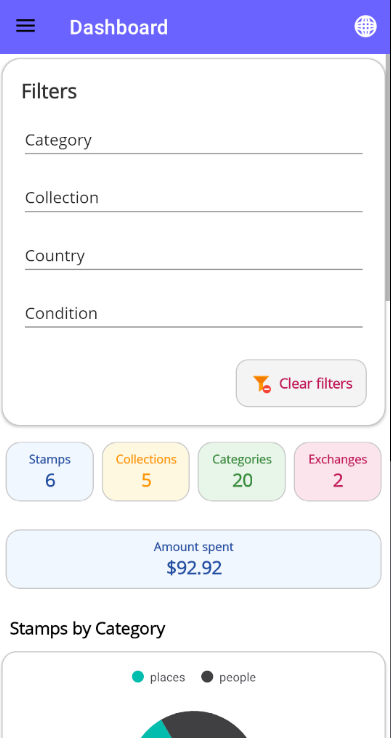 Dashboard
Filters
Category
Collection
Country
Condition
Clear filters
Stamps Collections Categories Exchanges
6 5 20 2
Amount spent
$92.92
Stamps by Category
places people